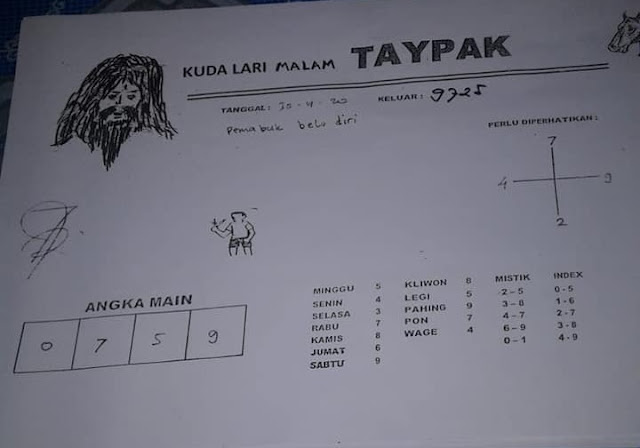 KUDA LARI MALAM TAYPAK
TANGGAL: 30-4-20 KELUAR: 9725
Pemabuk belu diri
PERLU DIPERHATIKAN:
7
4 9
2
ANGKA MAIN
0 7 5 9
MINGGU 5 KLIWON 8 MISTIK INDEX
SENIN 4 LEGI 5 2-5 0-5
SELASA 3 PAHING 9 3-8 1-6
RABU 7 PON 7 4-7 2-7
KAMIS 8 WAGE 4 6-9 3-8
JUMAT 6 0-1 4-9
SABTU 9